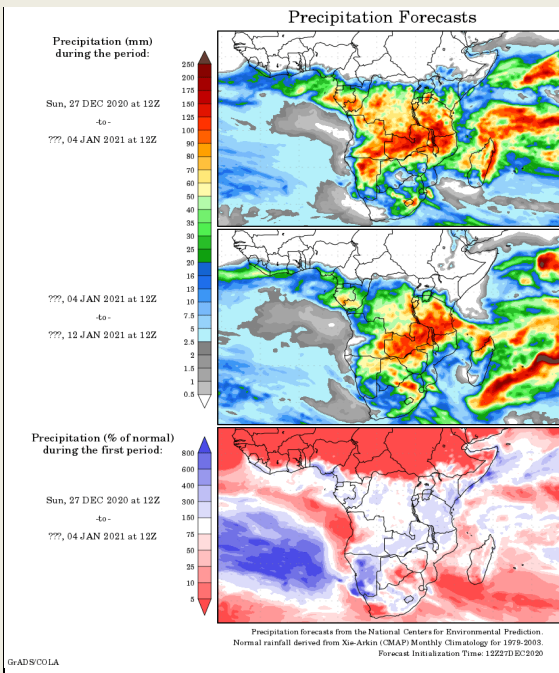 Precipitation Forecasts
Precipitation (mm)
during the period:
Sun, 27 DEC 2020 at 12Z
-to-
???, 04 JAN 2021 at 12Z
250
200
175
150
125
100
90
80
70
60
50
40
35
30
25
20
16
13
10
7.5
5
2.5
2
1.5
1
0.5
???, 04 JAN 2021 at 12Z
-to-
???, 12 JAN 2021 at 12Z
Precipitation (% of normal)
during the first period:
Sun, 27 DEC 2020 at 12Z
-to-
???, 04 JAN 2021 at 12Z
800
600
400
300
150
75
50
25
10
5
Precipitation forecasts from the National Centers for Environmental Prediction.
Normal rainfall derived from Xie-Arkin (CMAP) Monthly Climatology for 1979-2003.
Forecast Initialization Time: 12Z27DEC2020
GrADS/COLA